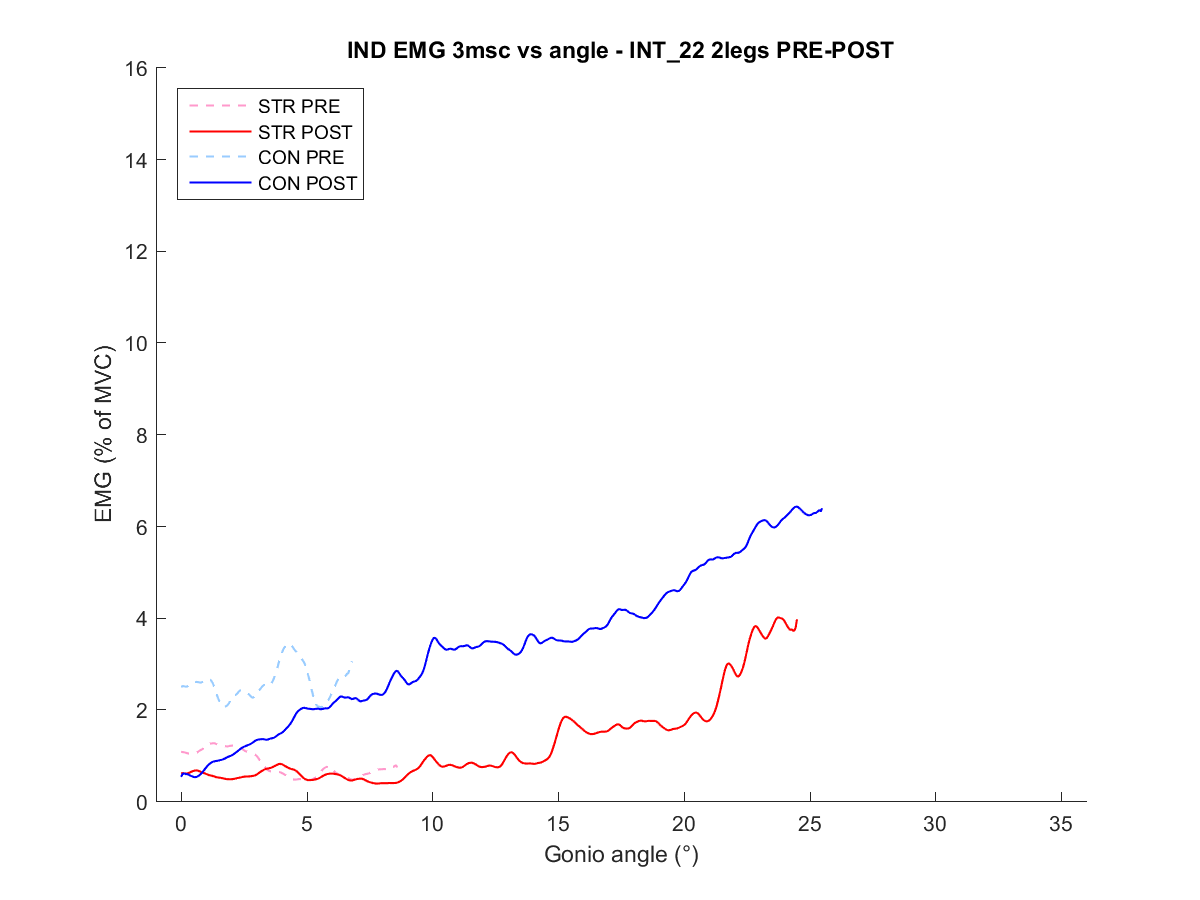 IND EMG 3msc vs angle - INT_22 2legs PRE-POST
16
14
12
10
8
6
4
2
0
EMG (% of MVC)
STR PRE
STR POST
CON PRE
CON POST
0 5 10 15 20 25 30 35
Gonio angle (°)